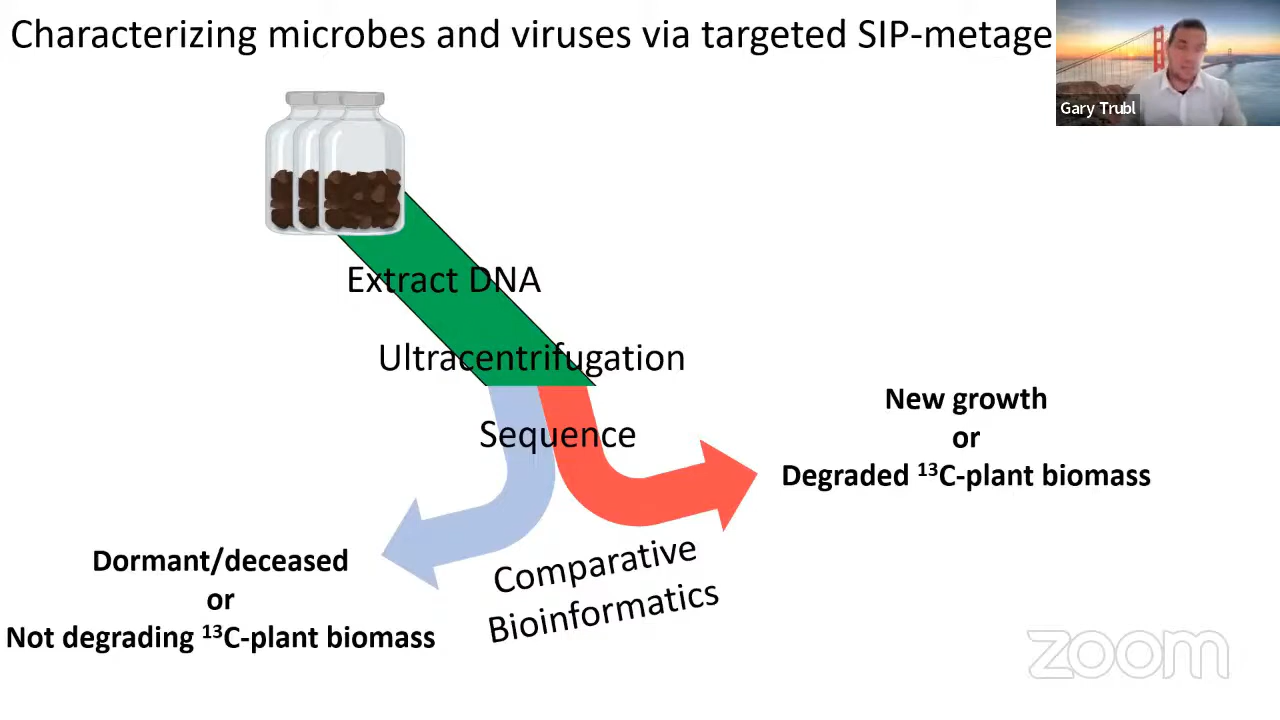 Characterizing microbes and viruses via targeted SIP-metage
Gary Trubl
Extract DNA
Ultracentrifugation
Sequence
New growth
or
Degraded ¹³C-plant biomass
Dormant/deceased
or
Not degrading ¹³C-plant biomass
Comparative
Bioinformatics
zoom